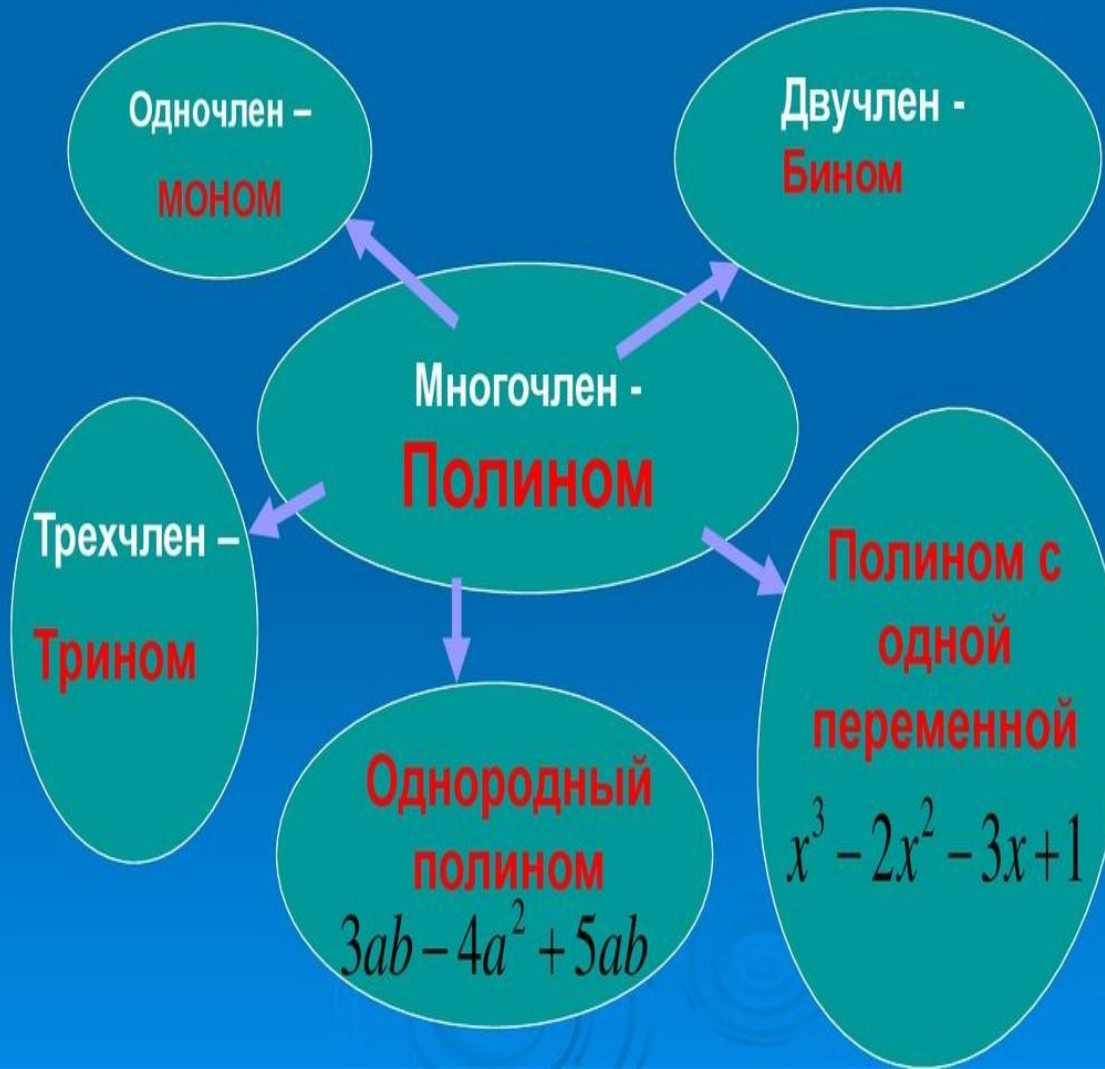 Одночлен –
моном
Двучлен -
Бином
Многочлен -
Полином
Трехчлен –
Трином
Однородный
полином
3ab – 4a² + 5ab
Полином с
одной
переменной
x³ – 2x² – 3x + 1